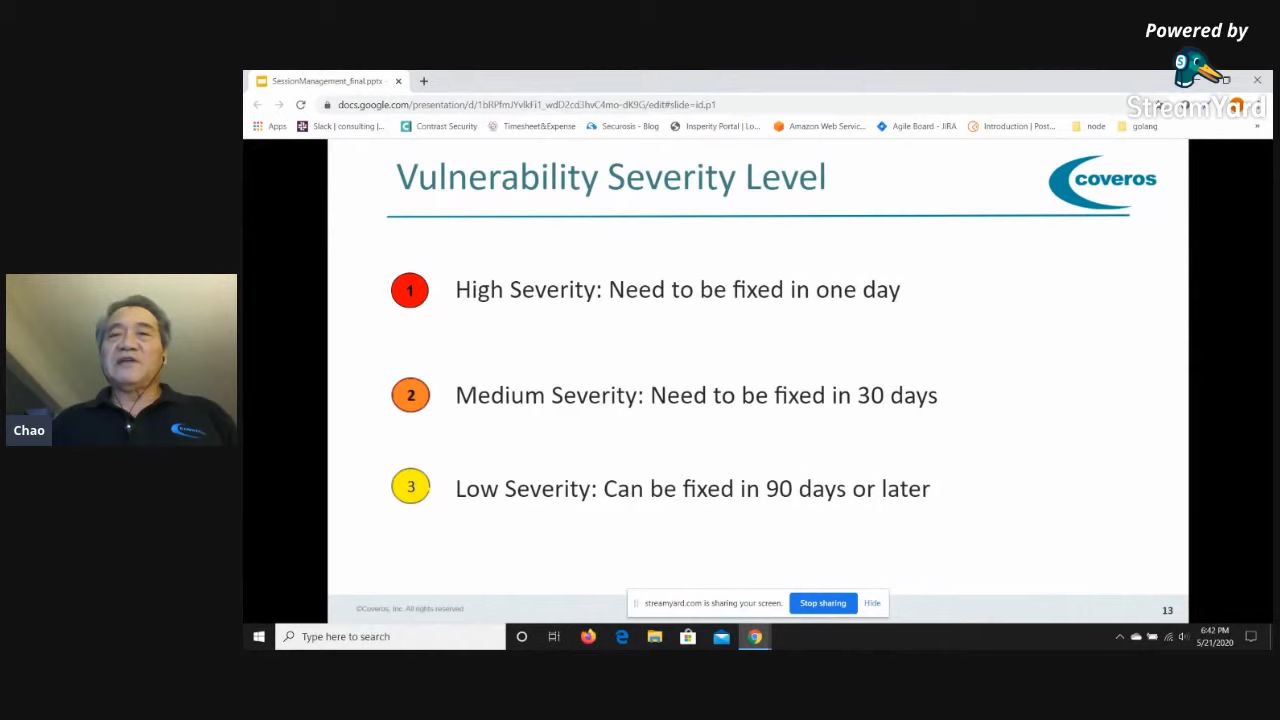 Powered by
StreamYard
SessionManagement_final.pptx
docs.google.com/presentation/d/1bRPfmJYvlkFi1_wdD2cd3hvC4mo-dK9G/edit#slide=id.p1
Apps
Slack | consulting |...
Contrast Security
Timesheet&Expense
Securosis - Blog
Insperity Portal | Lo...
Amazon Web Servic...
Agile Board - JIRA
Introduction | Post...
node
golang
Vulnerability Severity Level
coveros
1 High Severity: Need to be fixed in one day
2 Medium Severity: Need to be fixed in 30 days
3 Low Severity: Can be fixed in 90 days or later
Chao
©Coveros, Inc. All rights reserved
streamyard.com is sharing your screen.
Stop sharing
Hide
13
Type here to search
6:42 PM
5/21/2020